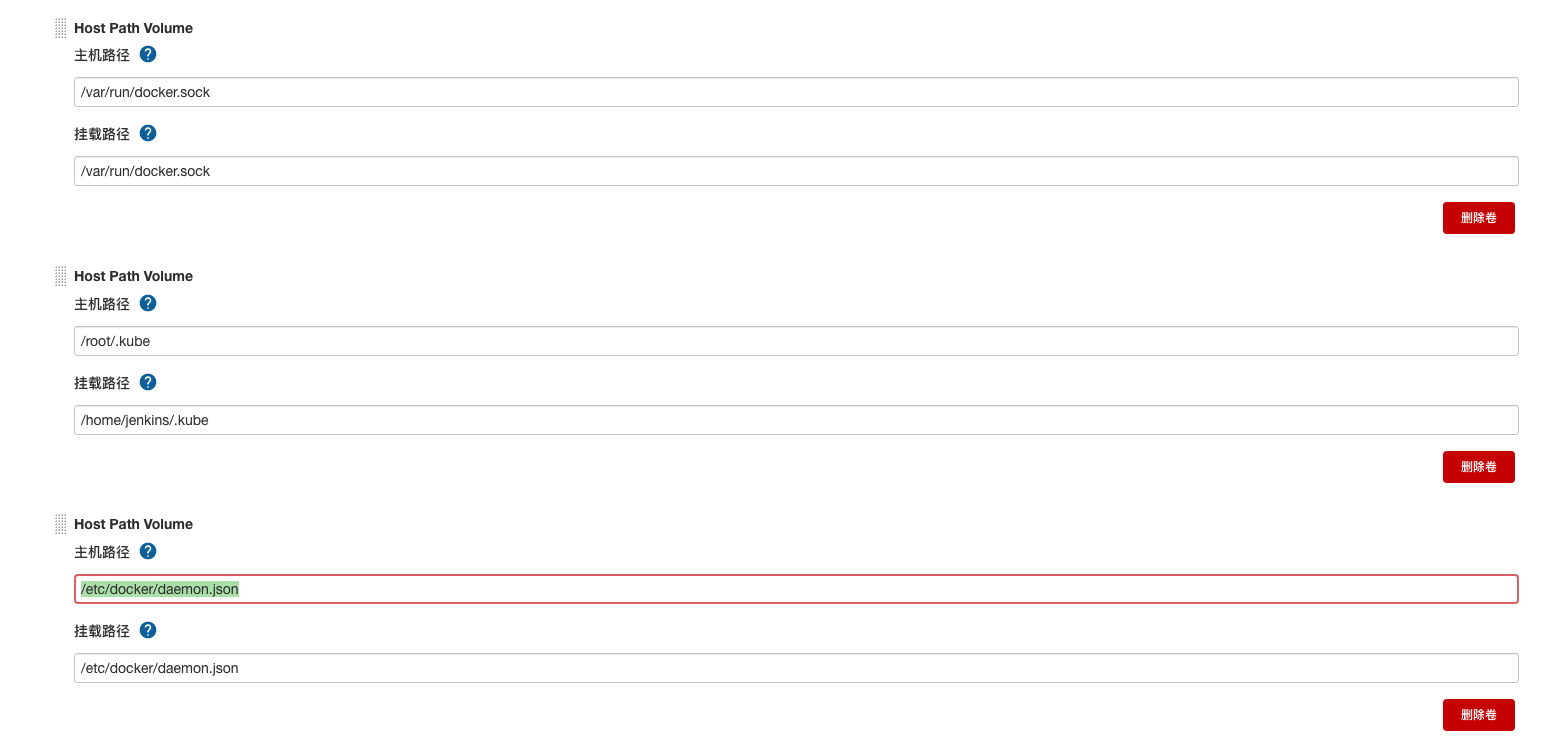 Host Path Volume
主机路径 ?
/var/run/docker.sock
挂载路径 ?
/var/run/docker.sock
删除卷
Host Path Volume
主机路径 ?
/root/.kube
挂载路径 ?
/home/jenkins/.kube
删除卷
Host Path Volume
主机路径 ?
/etc/docker/daemon.json
挂载路径 ?
/etc/docker/daemon.json
删除卷